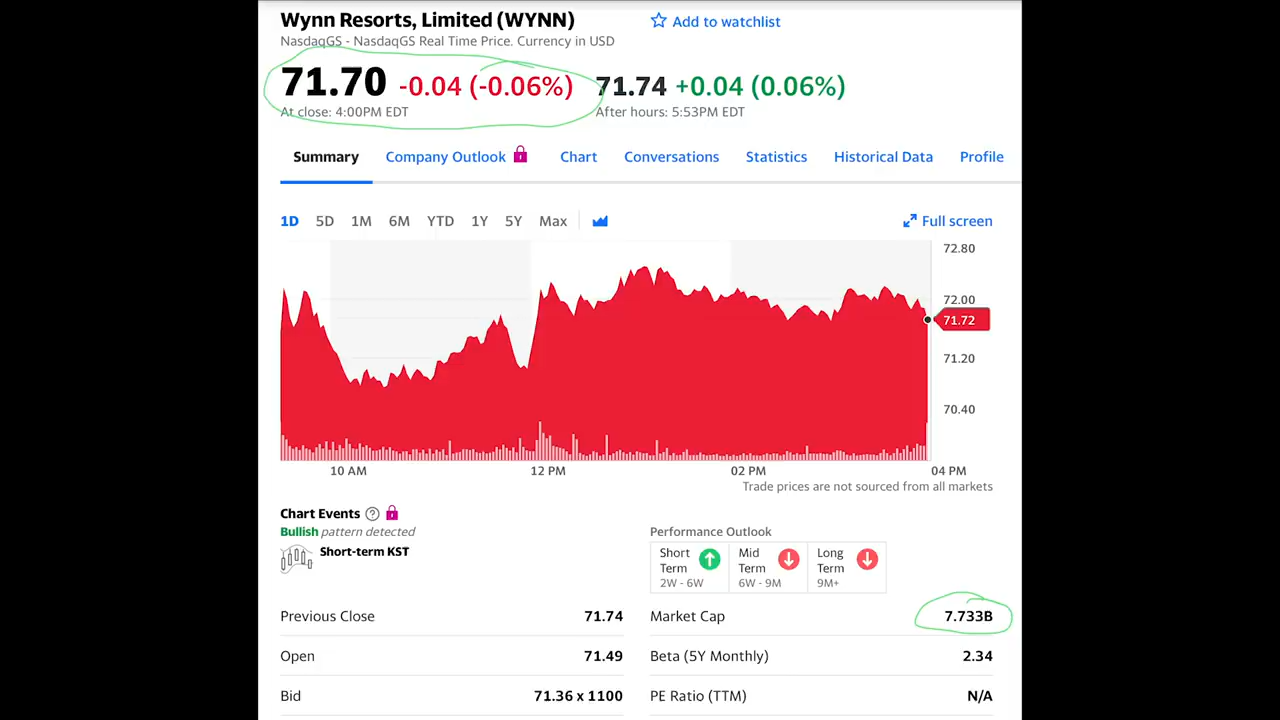 Wynn Resorts, Limited (WYNN)
Add to watchlist
NasdaqGS - NasdaqGS Real Time Price. Currency in USD
71.70 -0.04 (-0.06%) 71.74 +0.04 (0.06%)
At close: 4:00PM EDT After hours: 5:53PM EDT
Summary Company Outlook Chart Conversations Statistics Historical Data Profile
1D 5D 1M 6M YTD 1Y 5Y Max Full screen
72.80
72.00
71.72
71.20
70.40
10 AM 12 PM 02 PM 04 PM
Trade prices are not sourced from all markets
Chart Events ?
Bullish pattern detected
Short-term KST
Performance Outlook
Short Term 2W - 6W
Mid Term 6W - 9M
Long Term 9M+
Previous Close 71.74
Open 71.49
Bid 71.36 x 1100
Market Cap 7.733B
Beta (5Y Monthly) 2.34
PE Ratio (TTM) N/A